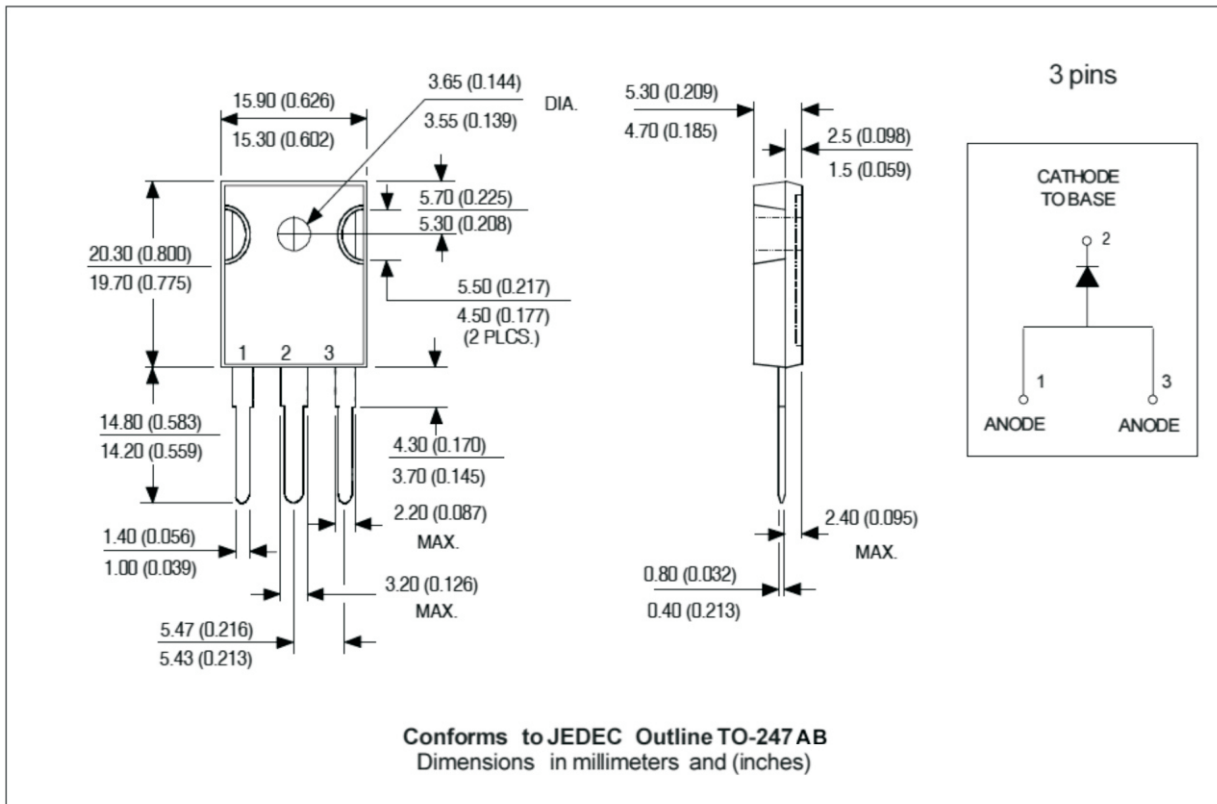 3 pins
15.90 (0.626)
15.30 (0.602)
3.65 (0.144)
3.55 (0.139)
DIA.
5.70 (0.225)
5.30 (0.208)
20.30 (0.800)
19.70 (0.775)
5.50 (0.217)
4.50 (0.177)
(2 PLCS.)
1 2 3
14.80 (0.583)
14.20 (0.559)
4.30 (0.170)
3.70 (0.145)
2.20 (0.087)
MAX.
1.40 (0.056)
1.00 (0.039)
3.20 (0.126)
MAX.
5.47 (0.216)
5.43 (0.213)
5.30 (0.209)
4.70 (0.185)
2.5 (0.098)
1.5 (0.059)
2.40 (0.095)
MAX.
0.80 (0.032)
0.40 (0.213)
CATHODE
TO BASE
2
1
3
ANODE
ANODE
Conforms to JEDEC Outline TO-247 AB
Dimensions in millimeters and (inches)